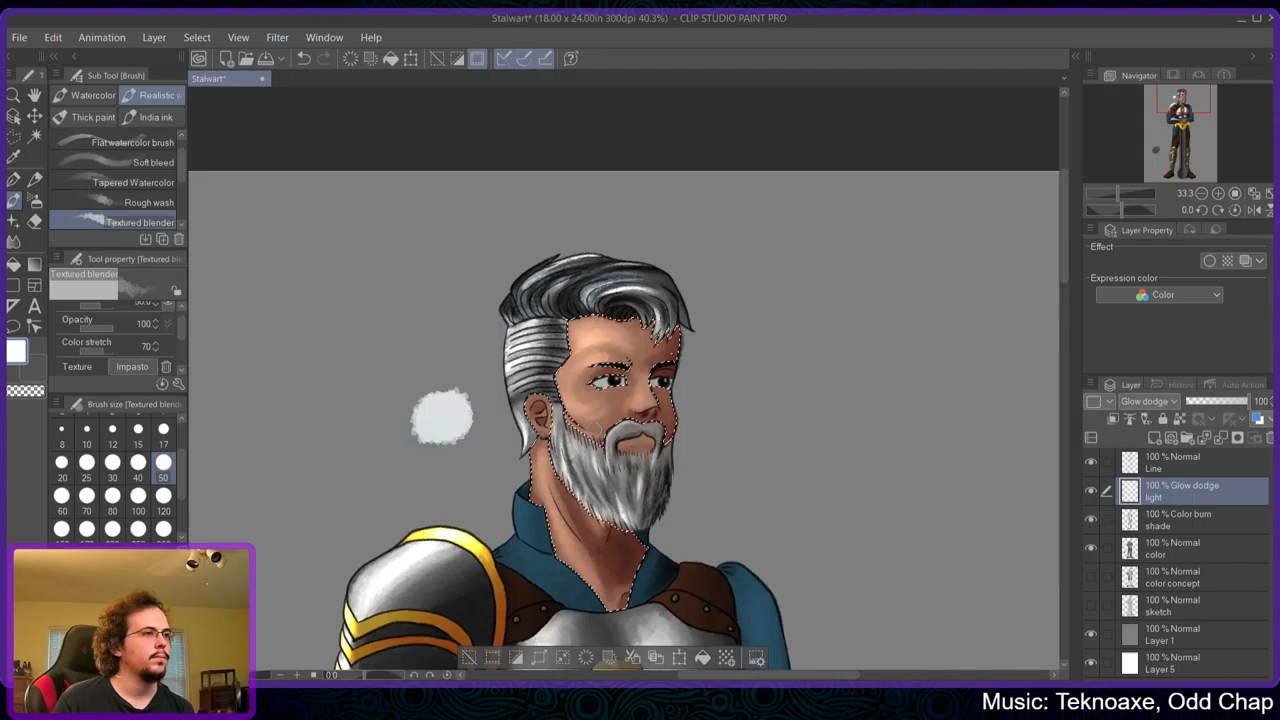 Stalwart* (18.00 x 24.00in 300dpi 40.3%) - CLIP STUDIO PAINT PRO
File Edit Animation Layer Select View Filter Window Help
Sub Tool [Brush]
Stalwart*
Navigator
Watercolor
Realistic w
Thick paint
India ink
Flat watercolor brush
Soft bleed
Tapered Watercolor
Rough wash
Textured blender
Tool property [Textured ble
Textured blender
Opacity 100
Color stretch 70
Texture Impasto
Brush size [Textured blend
8 10 12 15 17
20 25 30 40 50
60 70 80 100 120
33.3
0.0
Layer Property
Effect
Expression color
Color
Layer History Auto Action
Glow dodge 100
100 % Normal
Line
100 % Glow dodge
light
100 % Color burn
shade
100 % Normal
color
100 % Normal
color concept
100 % Normal
sketch
100 % Normal
Layer 1
100 % Normal
Layer 5
Music: Teknoaxe, Odd Chap